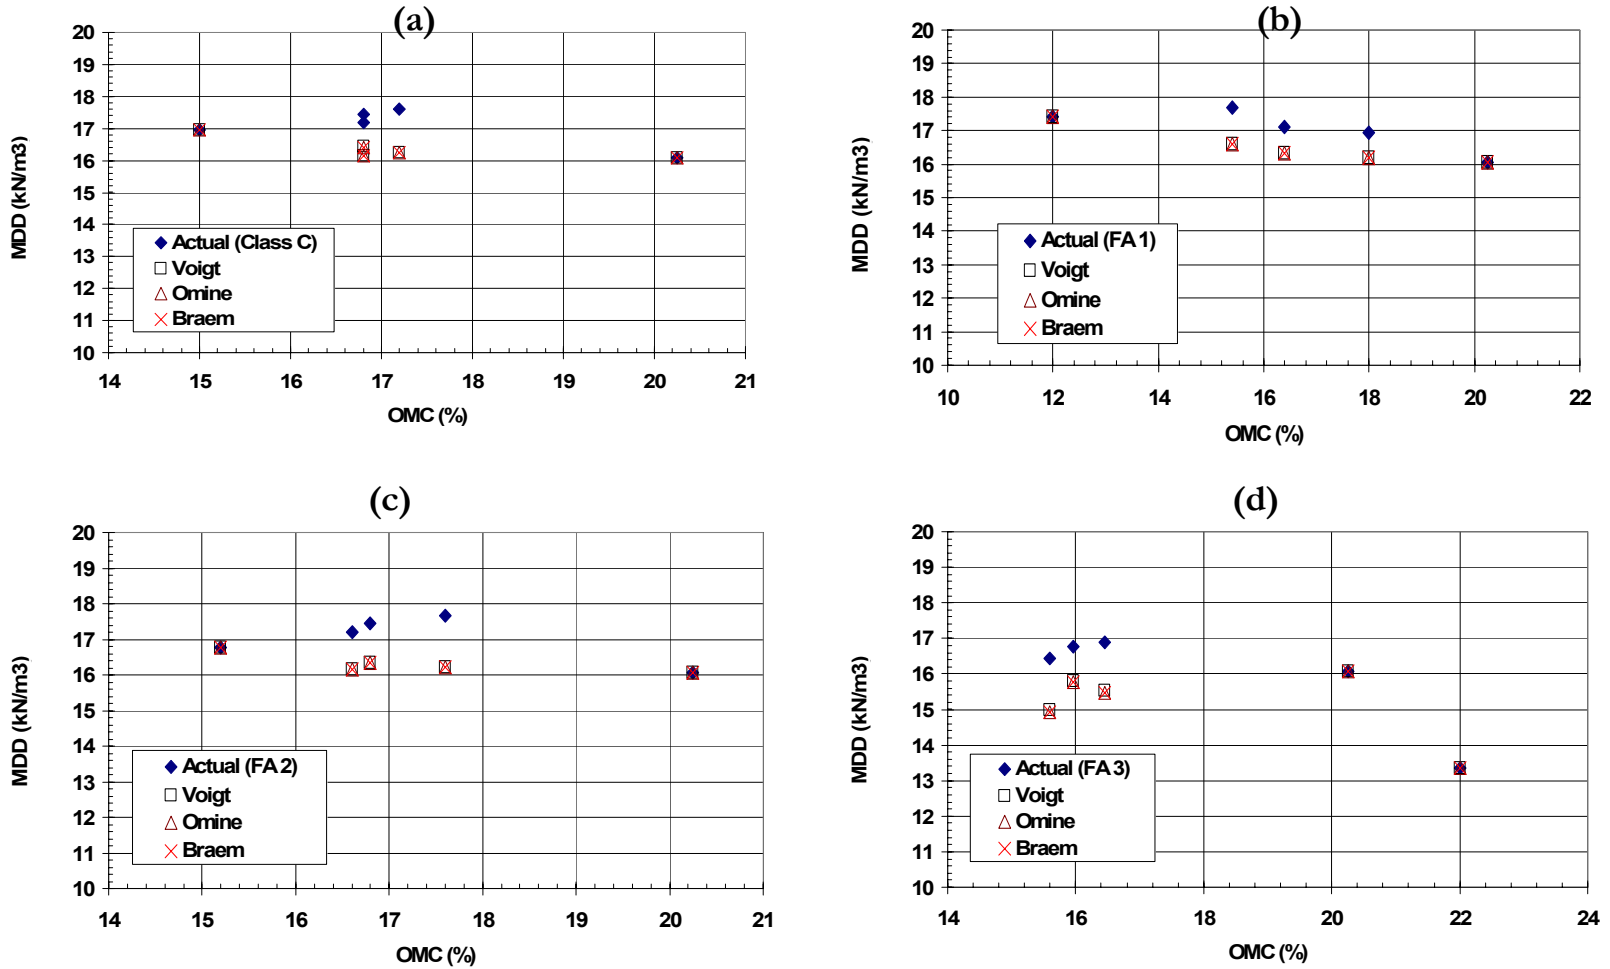 (a)
20
19
18
17
16
15
14
13
12
11
10
MDD (kN/m3)
Actual (Class C)
Voigt
Omine
Braem
14 15 16 17 18 19 20 21
OMC (%)
(b)
20
19
18
17
16
15
14
13
12
11
10
MDD (kN/m3)
Actual (FA 1)
Voigt
Omine
Braem
10 12 14 16 18 20 22
OMC (%)
(c)
20
19
18
17
16
15
14
13
12
11
10
MDD (kN/m3)
Actual (FA 2)
Voigt
Omine
Braem
14 15 16 17 18 19 20 21
OMC (%)
(d)
20
19
18
17
16
15
14
13
12
11
10
MDD (kN/m3)
Actual (FA 3)
Voigt
Omine
Braem
14 16 18 20 22 24
OMC (%)